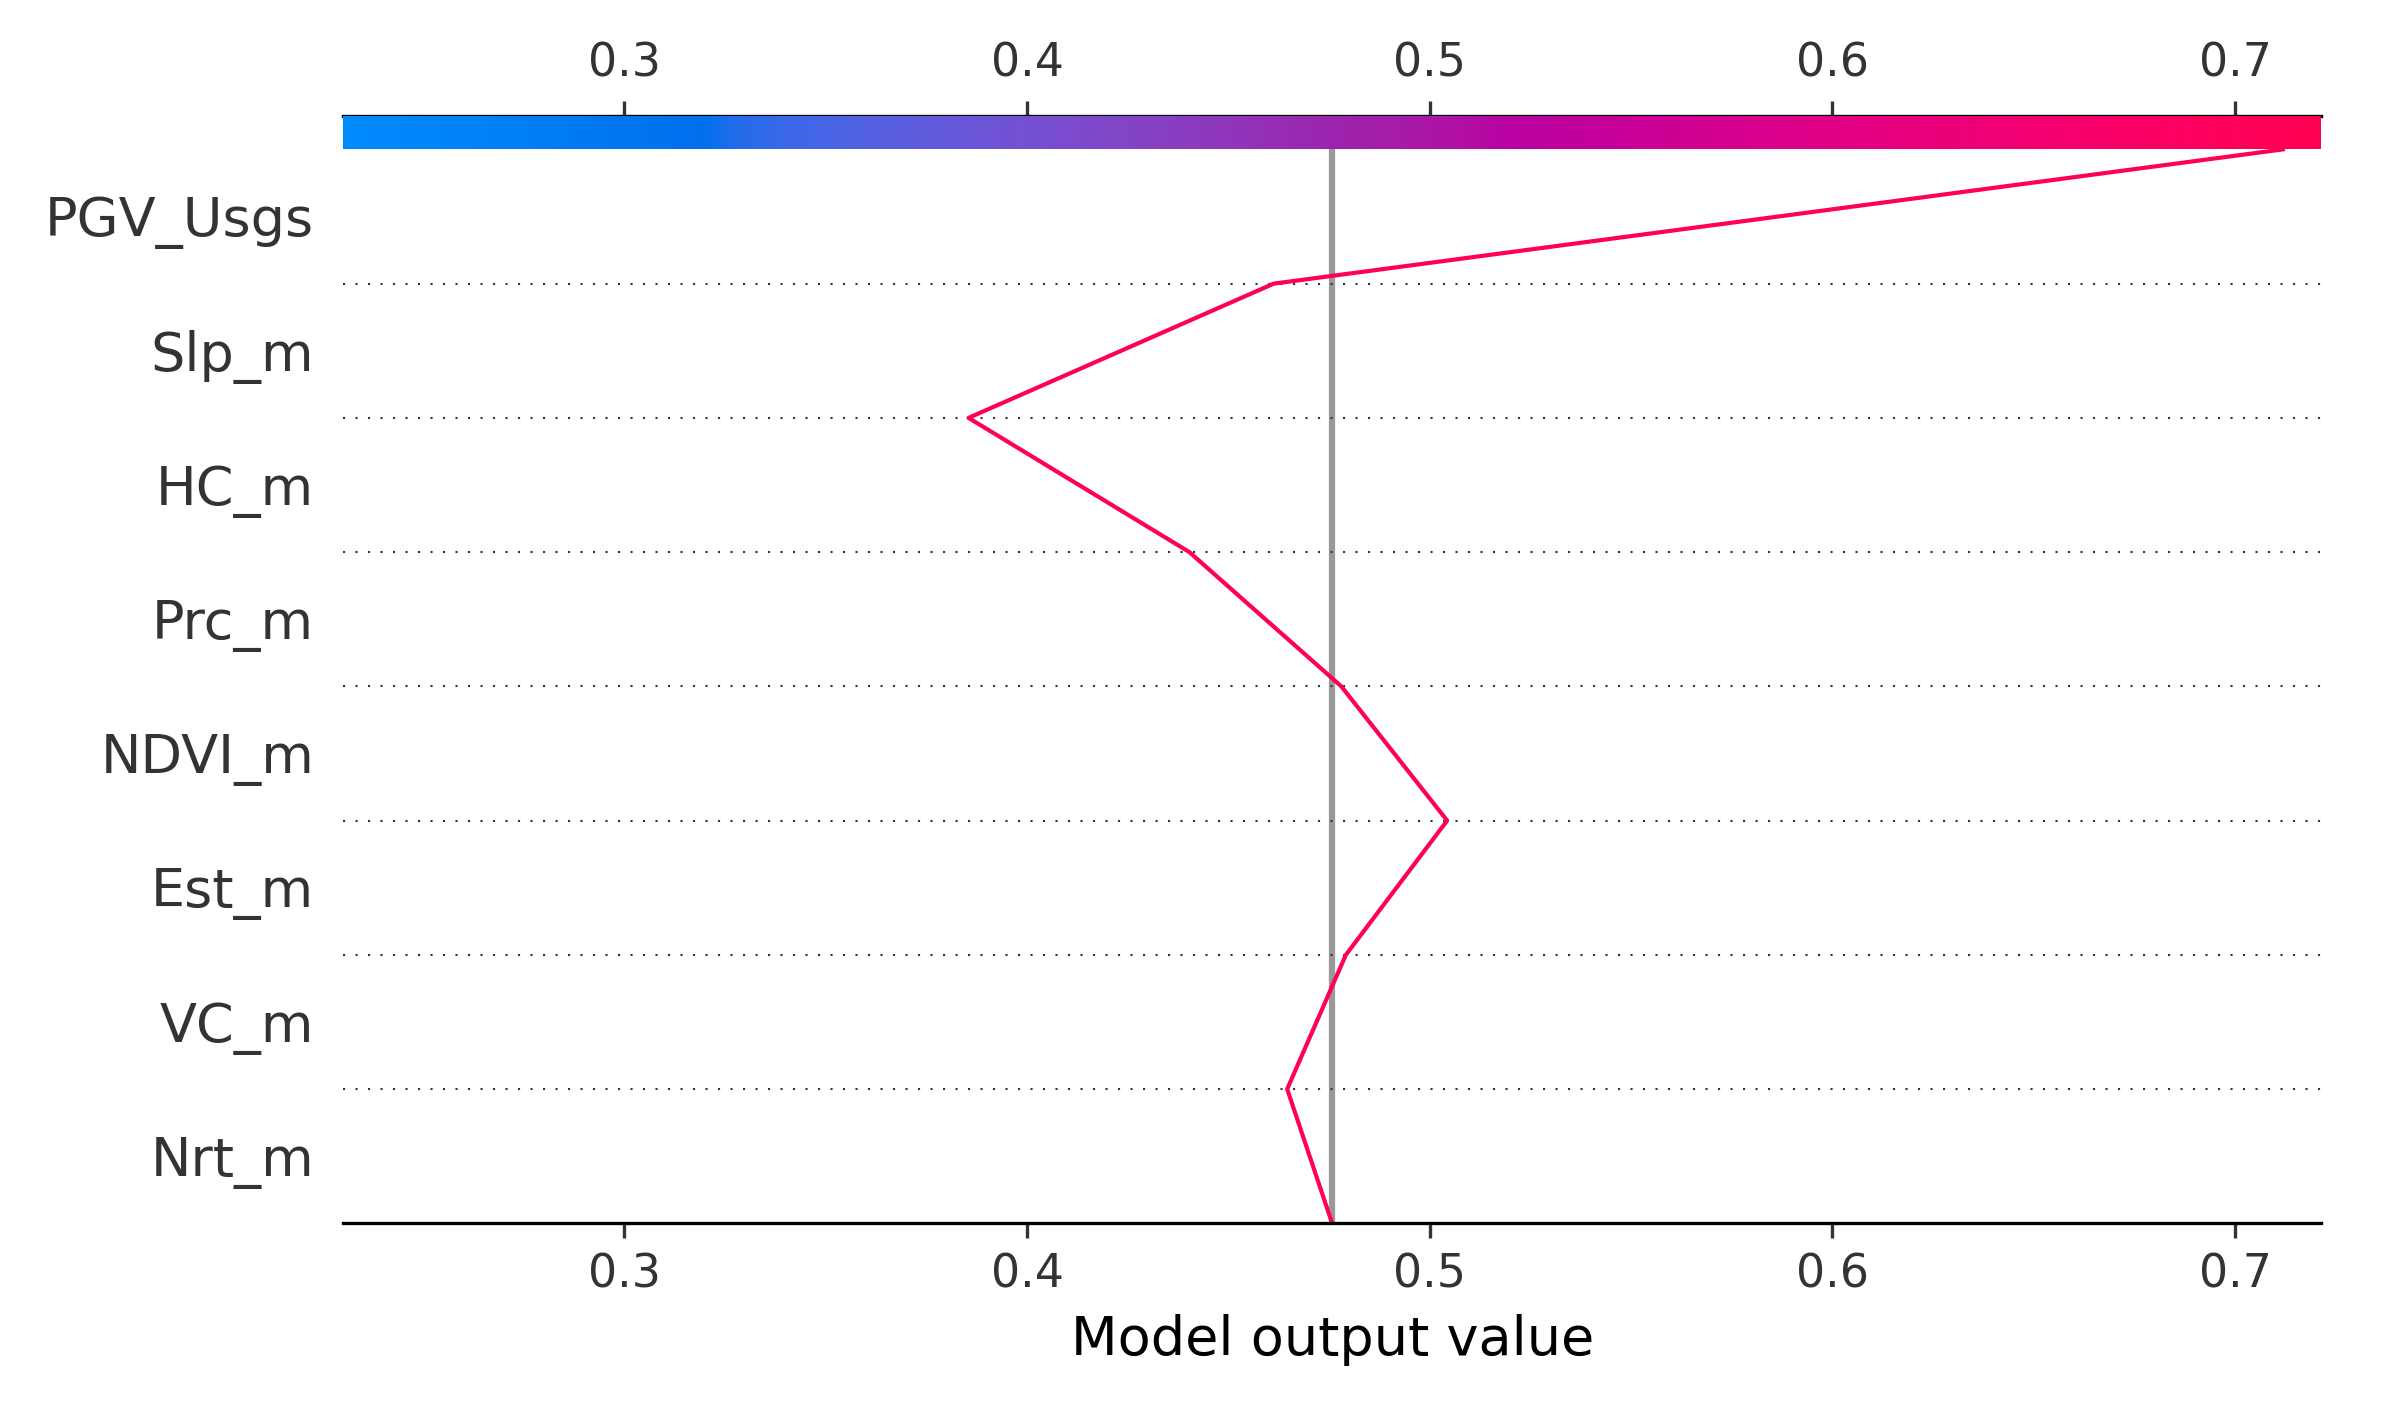 0.3 0.4 0.5 0.6 0.7
PGV_Usgs
Slp_m
HC_m
Prc_m
NDVI_m
Est_m
VC_m
Nrt_m
0.3 0.4 0.5 0.6 0.7
Model output value